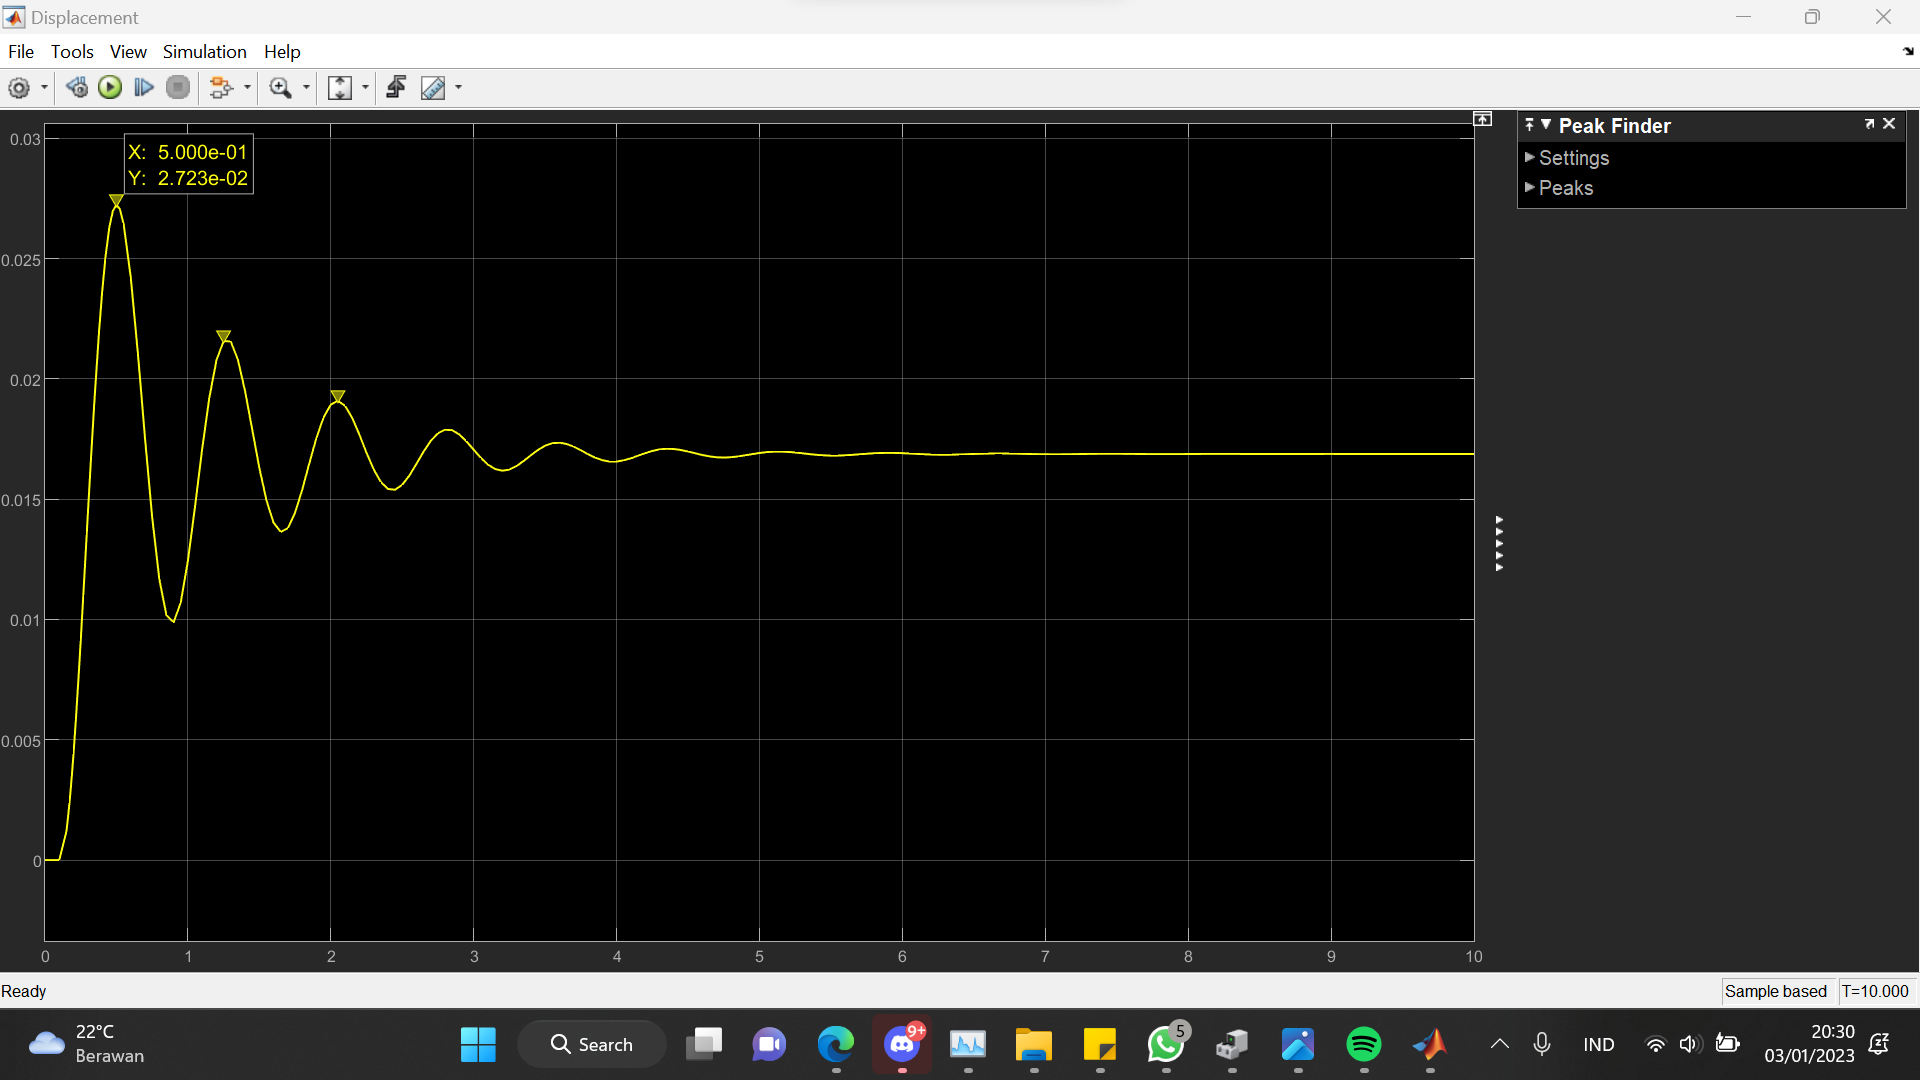 Displacement
File Tools View Simulation Help
Peak Finder
Settings
Peaks
X: 5.000e-01
Y: 2.723e-02
0.03
0.025
0.02
0.015
0.01
0.005
0
0 1 2 3 4 5 6 7 8 9 10
Ready
Sample based T=10.000
22°C
Berawan
Search
9+
5
IND
20:30
03/01/2023